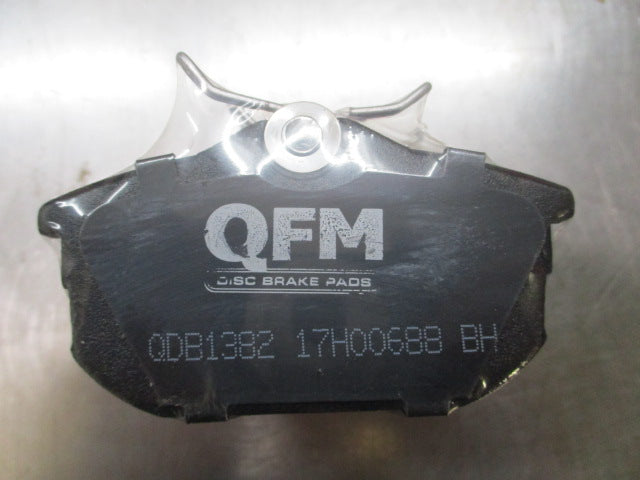 QFM
DISC BRAKE PADS
QDB1382 17H00688 BH